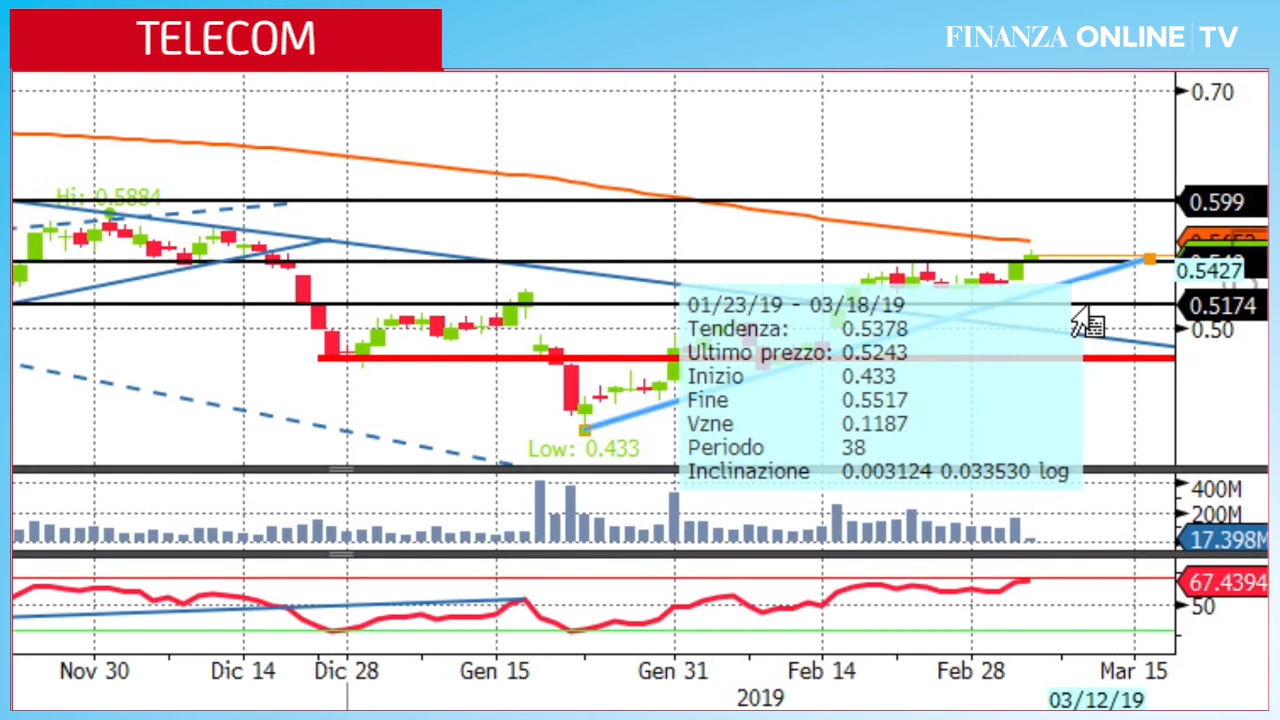 TELECOM
FINANZA ONLINE TV
0.70
Hi: 0.5884
0.599
0.5427
0.5174
0.50
01/23/19 - 03/18/19
Tendenza: 0.5378
Ultimo prezzo: 0.5243
Inizio 0.433
Fine 0.5517
Vzne 0.1187
Periodo 38
Inclinazione 0.003124 0.033530 log
Low: 0.433
400M
200M
17.398M
67.4394
50
Nov 30 Dic 14 Dic 28 Gen 15 Gen 31 Feb 14 Feb 28 Mar 15
2019 03/12/19